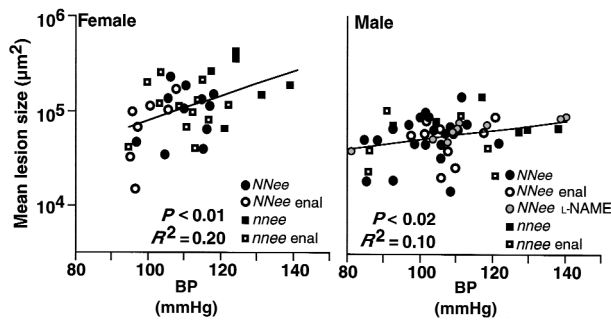 Female
Male
Mean lesion size (μm²)
10⁶
10⁵
10⁴
NNee
NNee enal
nnee
nnee enal
P < 0.01
R² = 0.20
80 100 120 140
BP
(mmHg)
NNee
NNee enal
NNee L-NAME
nnee
nnee enal
P < 0.02
R² = 0.10
80 100 120 140
BP
(mmHg)